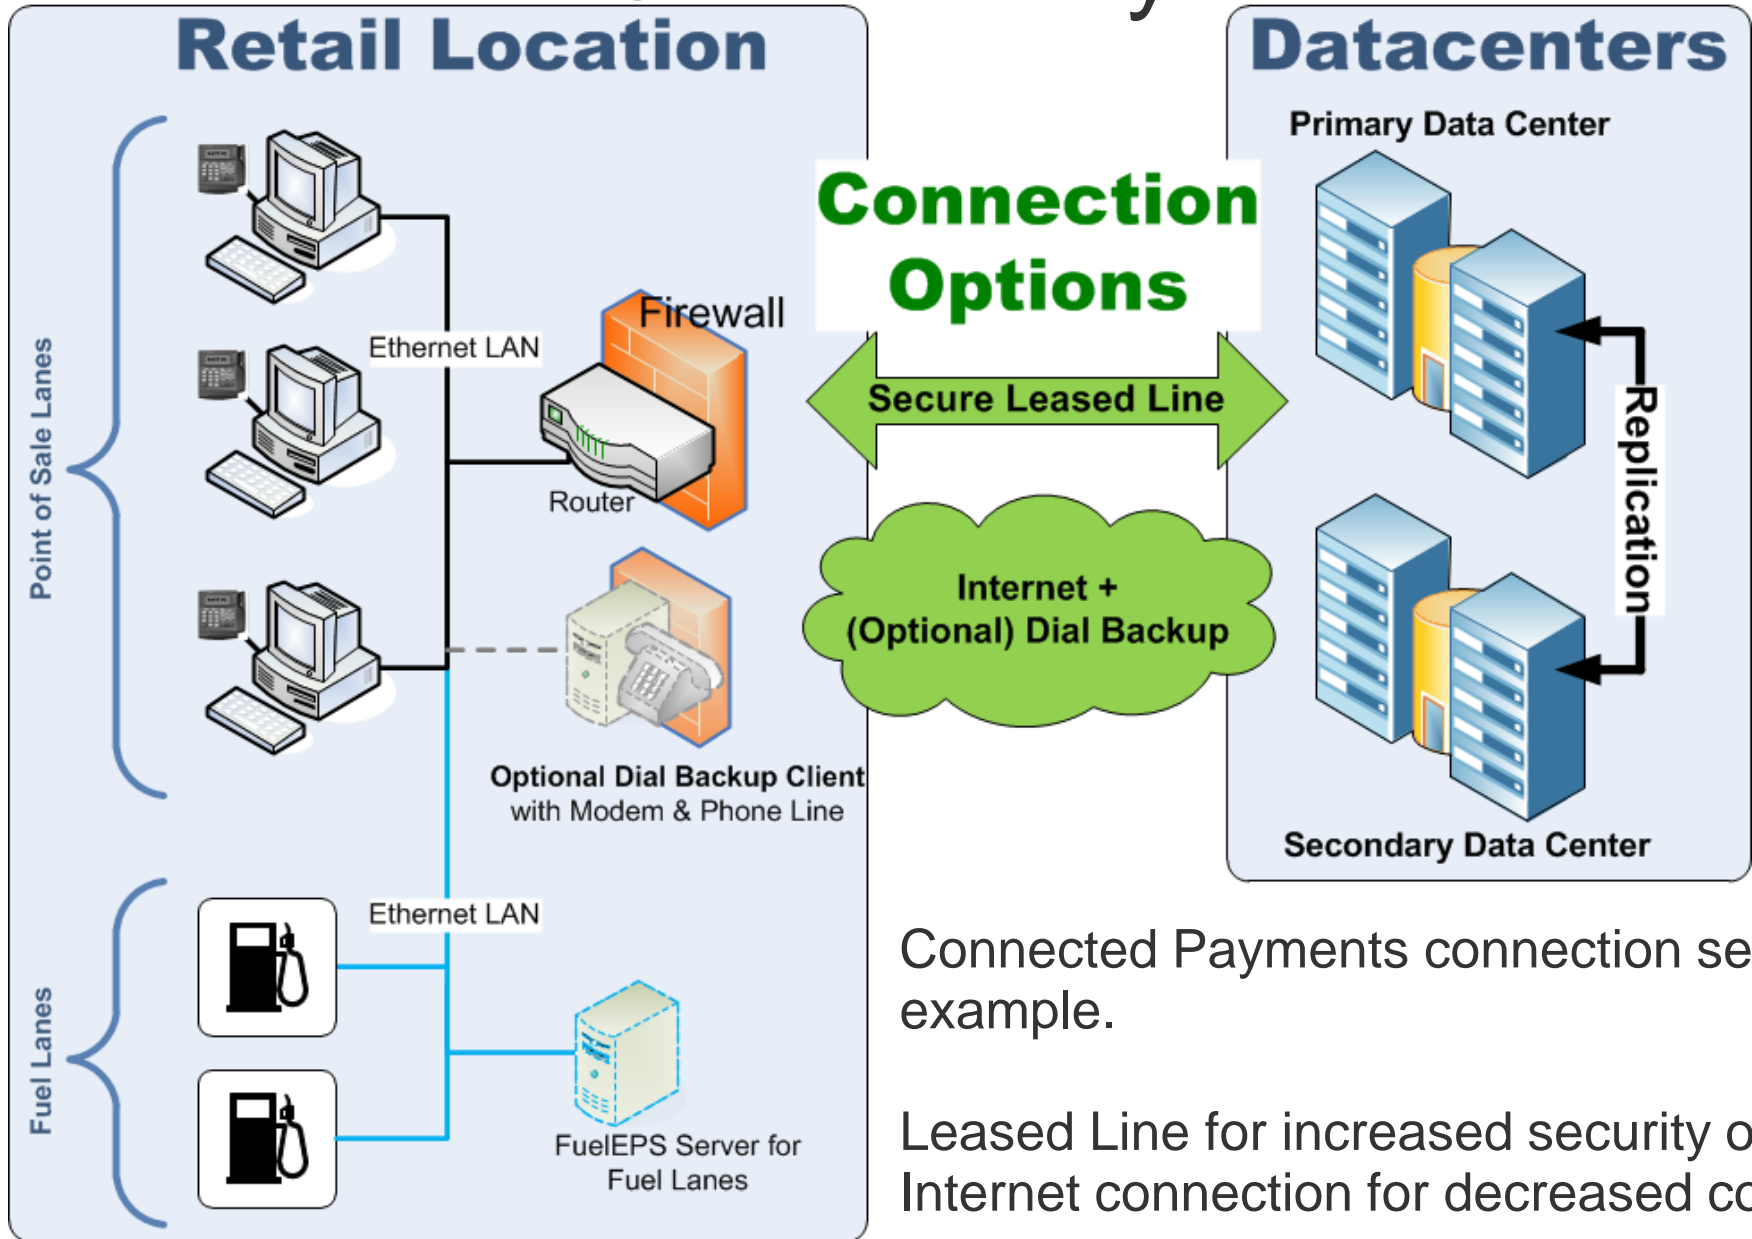 Retail Location
Datacenters
Primary Data Center
Connection
Options
Firewall
Ethernet LAN
Secure Leased Line
Router
Point of Sale Lanes
Replication
Internet +
(Optional) Dial Backup
Optional Dial Backup Client
with Modem & Phone Line
Secondary Data Center
Ethernet LAN
Fuel Lanes
FuelEPS Server for
Fuel Lanes
Connected Payments connection
example.
Leased Line for increased security
Internet connection for decreased